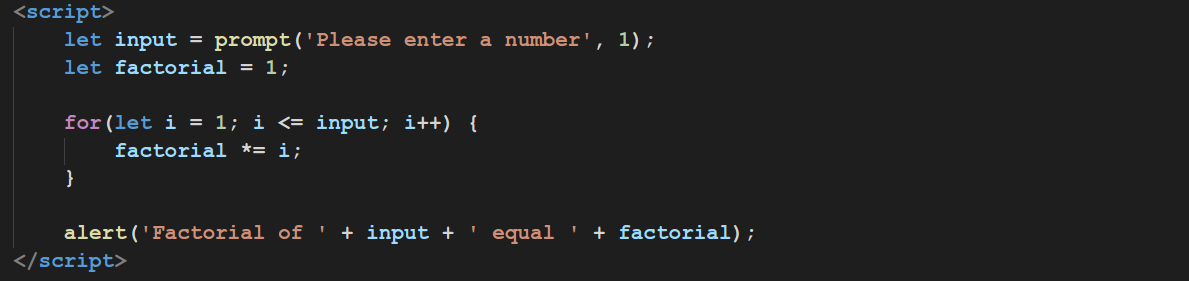 <script>
let input = prompt('Please enter a number', 1);
let factorial = 1;
for(let i = 1; i <= input; i++) {
factorial *= i;
}
alert('Factorial of ' + input + ' equal ' + factorial);
</script>